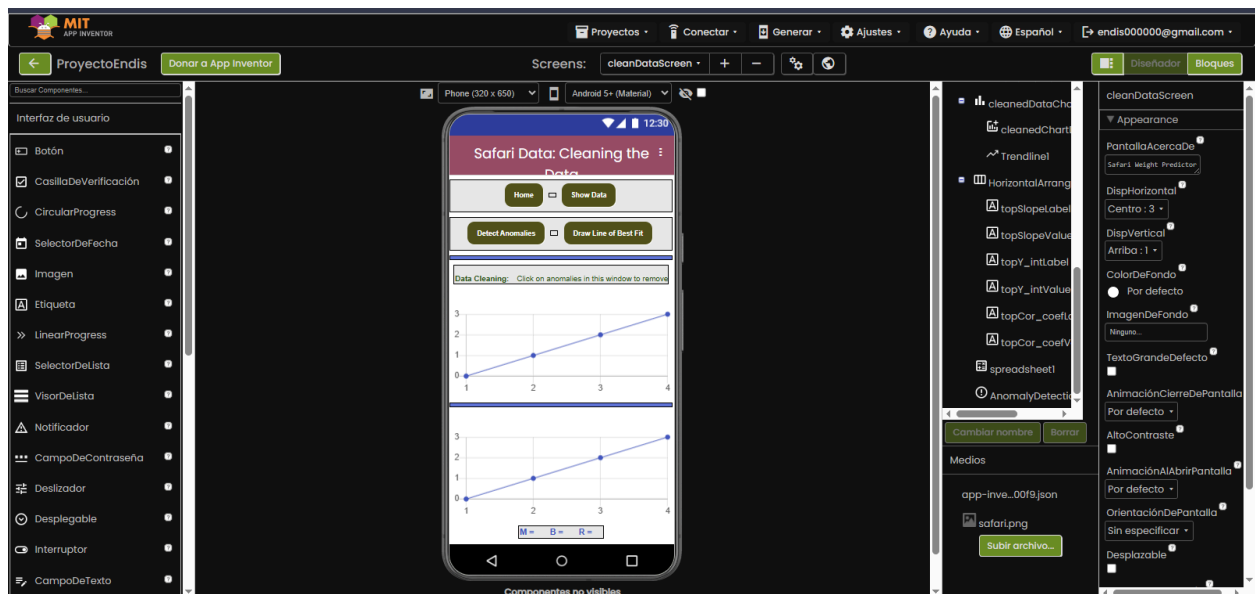 MIT
APP INVENTOR
Proyectos
Conectar
Generar
Ajustes
Ayuda
Español
endis000000@gmail.com
ProyectoEndis
Donar a App Inventor
Screens:
cleanDataScreen
+
−
Diseñador
Bloques
Buscar Componentes...
Interfaz de usuario
Botón
CasillaDeVerificación
CircularProgress
SelectorDeFecha
Imagen
Etiqueta
LinearProgress
SelectorDeLista
VisorDeLista
Notificador
CampoDeContraseña
Deslizador
Desplegable
Interruptor
CampoDeTexto
Phone (320 x 650)
Android 5+ (Material)
12:30
Safari Data: Cleaning the
Data
Home
Show Data
Detect Anomalies
Draw Line of Best Fit
Data Cleaning: Click on anomalies in this window to remove
3
2
1
0
1 2 3 4
3
2
1
0
1 2 3 4
M = B = R =
Componentes no visibles
cleanedDataCha
cleanedChartD
Trendline1
HorizontalArrang
topSlopeLabel
topSlopeValue
topY_intLabel
topY_intValue
topCor_coefLa
topCor_coefV
spreadsheet1
AnomalyDetectio
Cambiar nombre
Borrar
Medios
app-inve...00f9.json
safari.png
Subir archivo...
cleanDataScreen
Appearance
PantallaAcercaDe
Safari Weight Predictor
DispHorizontal
Centro : 3
DispVertical
Arriba : 1
ColorDeFondo
Por defecto
ImagenDeFondo
Ninguno...
TextoGrandeDefecto
AnimaciónCierreDePantalla
Por defecto
AltoContraste
AnimaciónAlAbrirPantalla
Por defecto
OrientaciónDePantalla
Sin especificar
Desplazable